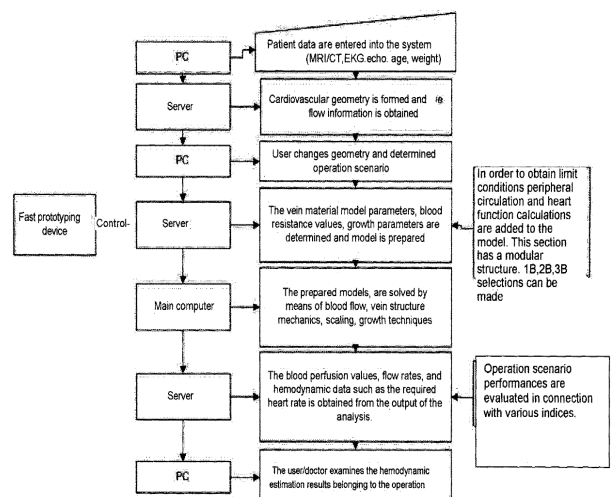 PC
Patient data are entered into the system
(MRI/CT,EKG.echo. age, weight)
Server
Cardiovascular geometry is formed and
flow information is obtained
PC
User changes geometry and determined
operation scenario
Fast prototyping
device
Control-
Server
The vein material model parameters, blood
resistance values, growth parameters are
determined and model is prepared
In order to obtain limit
conditions peripheral
circulation and heart
function calculations
are added to the
model. This section
has a modular
structure. 1B,2B,3B
selections can be
made
Main computer
The prepared models, are solved by
means of blood flow, vein structure
mechanics, scaling, growth techniques
Server
The blood perfusion values, flow rates, and
hemodynamic data such as the required
heart rate is obtained from the output of the
analysis.
Operation scenario
performances are
evaluated in connection
with various indices.
PC
The user/doctor examines the hemodynamic
estimation results belonging to the operation